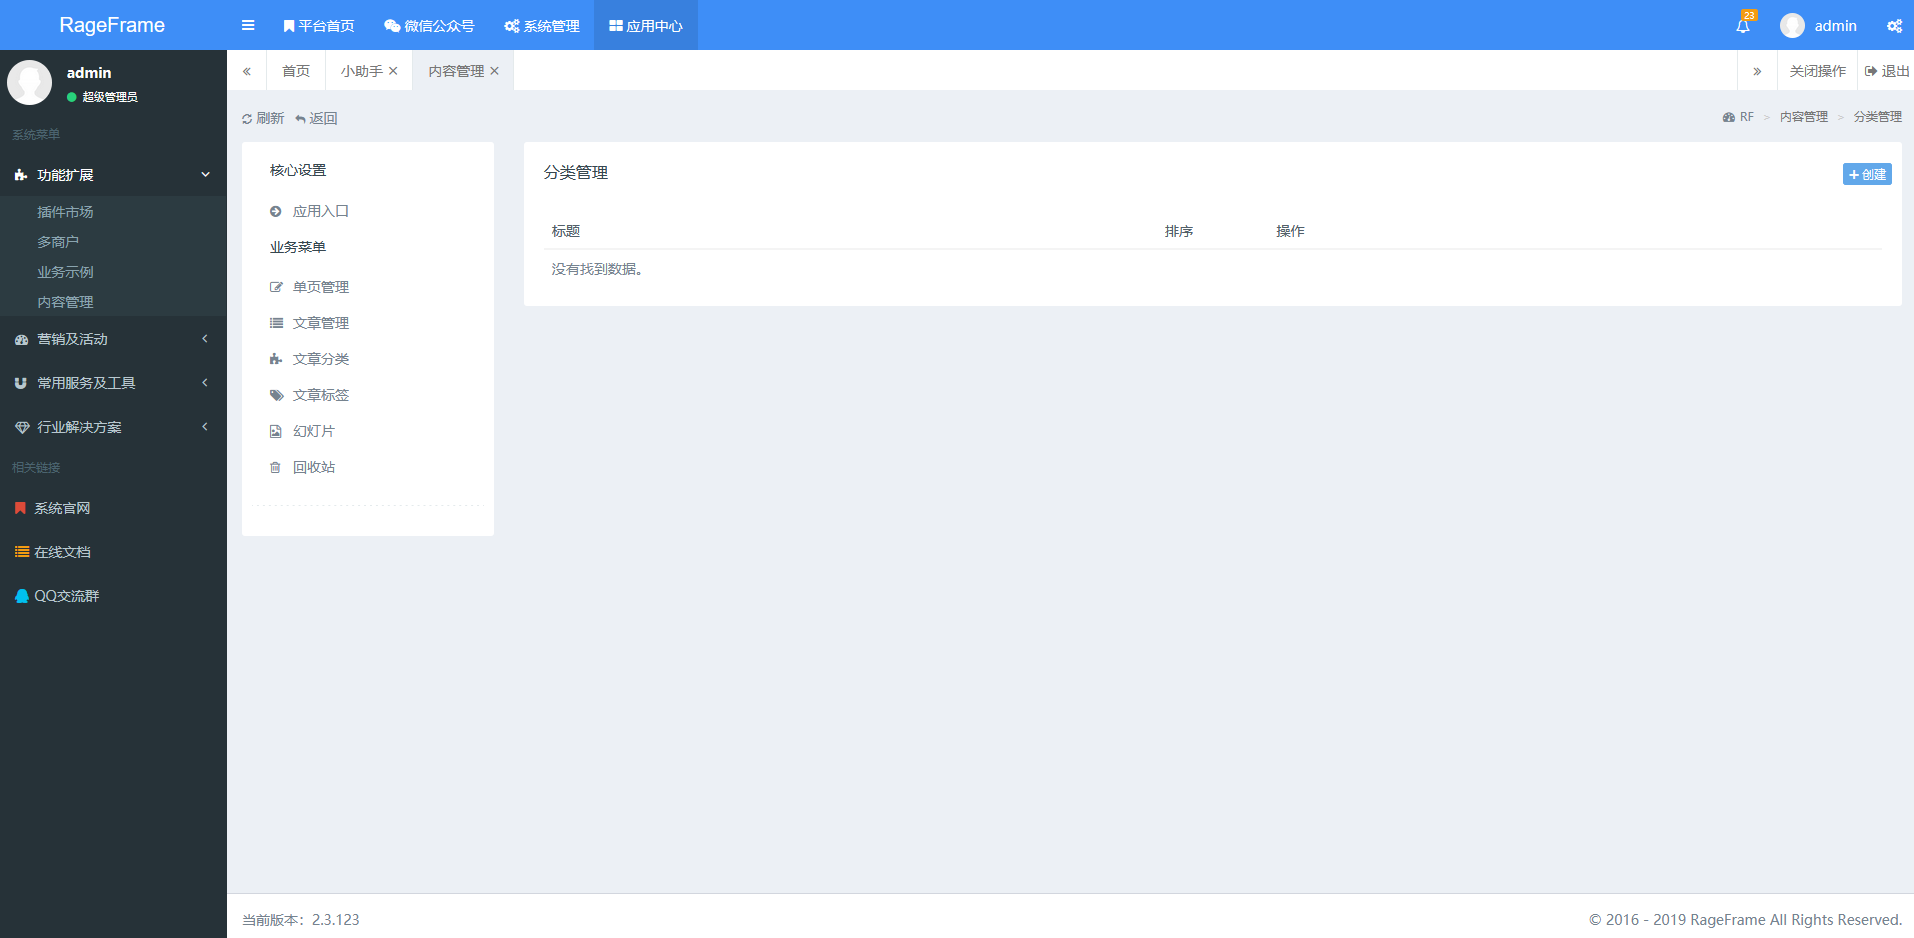 RageFrame
平台首页
微信公众号
系统管理
应用中心
23
admin
admin
超级管理员
«
首页
小助手 ✕
内容管理 ✕
»
关闭操作
退出
系统菜单
功能扩展
插件市场
多商户
业务示例
内容管理
营销及活动
常用服务及工具
行业解决方案
相关链接
系统官网
在线文档
QQ交流群
刷新 返回
RF > 内容管理 > 分类管理
核心设置
应用入口
业务菜单
单页管理
文章管理
文章分类
文章标签
幻灯片
回收站
分类管理
+ 创建
标题 排序 操作
没有找到数据。
当前版本：2.3.123
© 2016 - 2019 RageFrame All Rights Reserved.